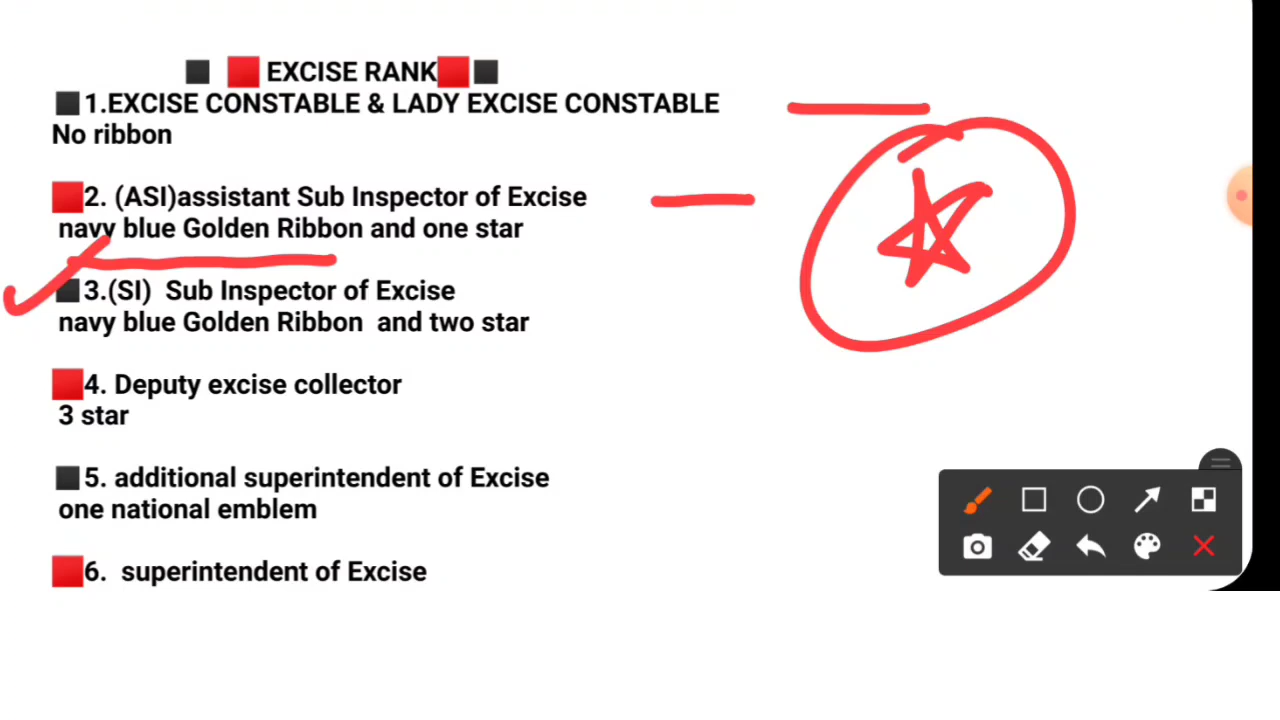 EXCISE RANK
1.EXCISE CONSTABLE & LADY EXCISE CONSTABLE
No ribbon
2. (ASI)assistant Sub Inspector of Excise
navy blue Golden Ribbon and one star
3.(SI) Sub Inspector of Excise
navy blue Golden Ribbon and two star
4. Deputy excise collector
3 star
5. additional superintendent of Excise
one national emblem
6. superintendent of Excise